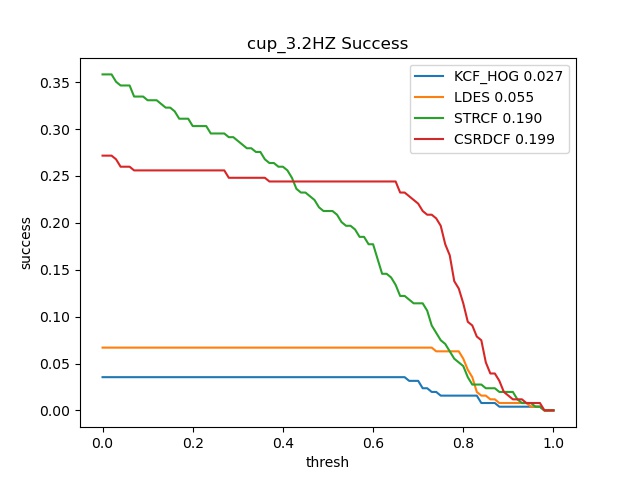 cup_3.2HZ Success
KCF_HOG 0.027
LDES 0.055
STRCF 0.190
CSRDCF 0.199
success
0.35
0.30
0.25
0.20
0.15
0.10
0.05
0.00
0.0 0.2 0.4 0.6 0.8 1.0
thresh